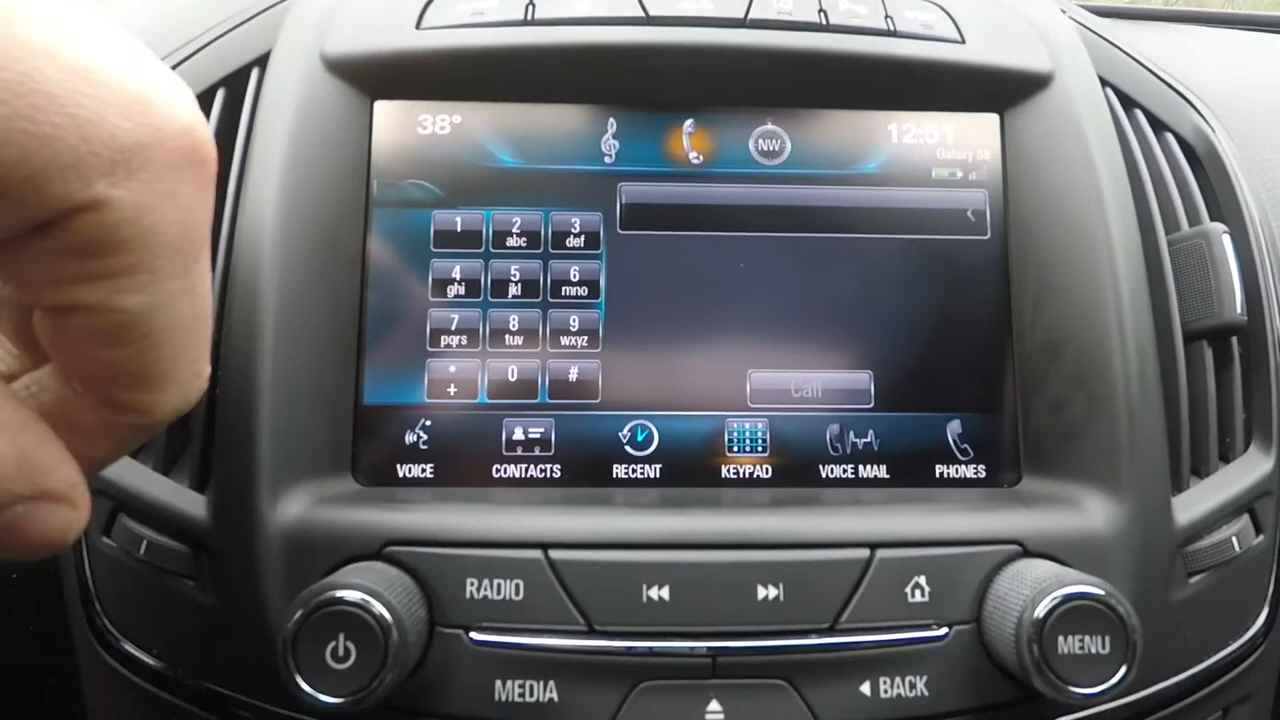 38°
NW
12:51
Galaxy S8
1
2
abc
3
def
4
ghi
5
jkl
6
mno
7
pqrs
8
tuv
9
wxyz
*
+
0
#
Call
VOICE
CONTACTS
RECENT
KEYPAD
VOICE MAIL
PHONES
RADIO
MENU
MEDIA
BACK